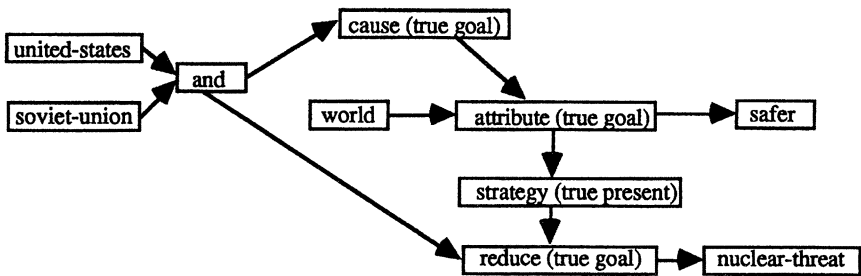 cause (true goal)
united-states
and
soviet-union
world
attribute (true goal)
safer
strategy (true present)
reduce (true goal)
nuclear-threat